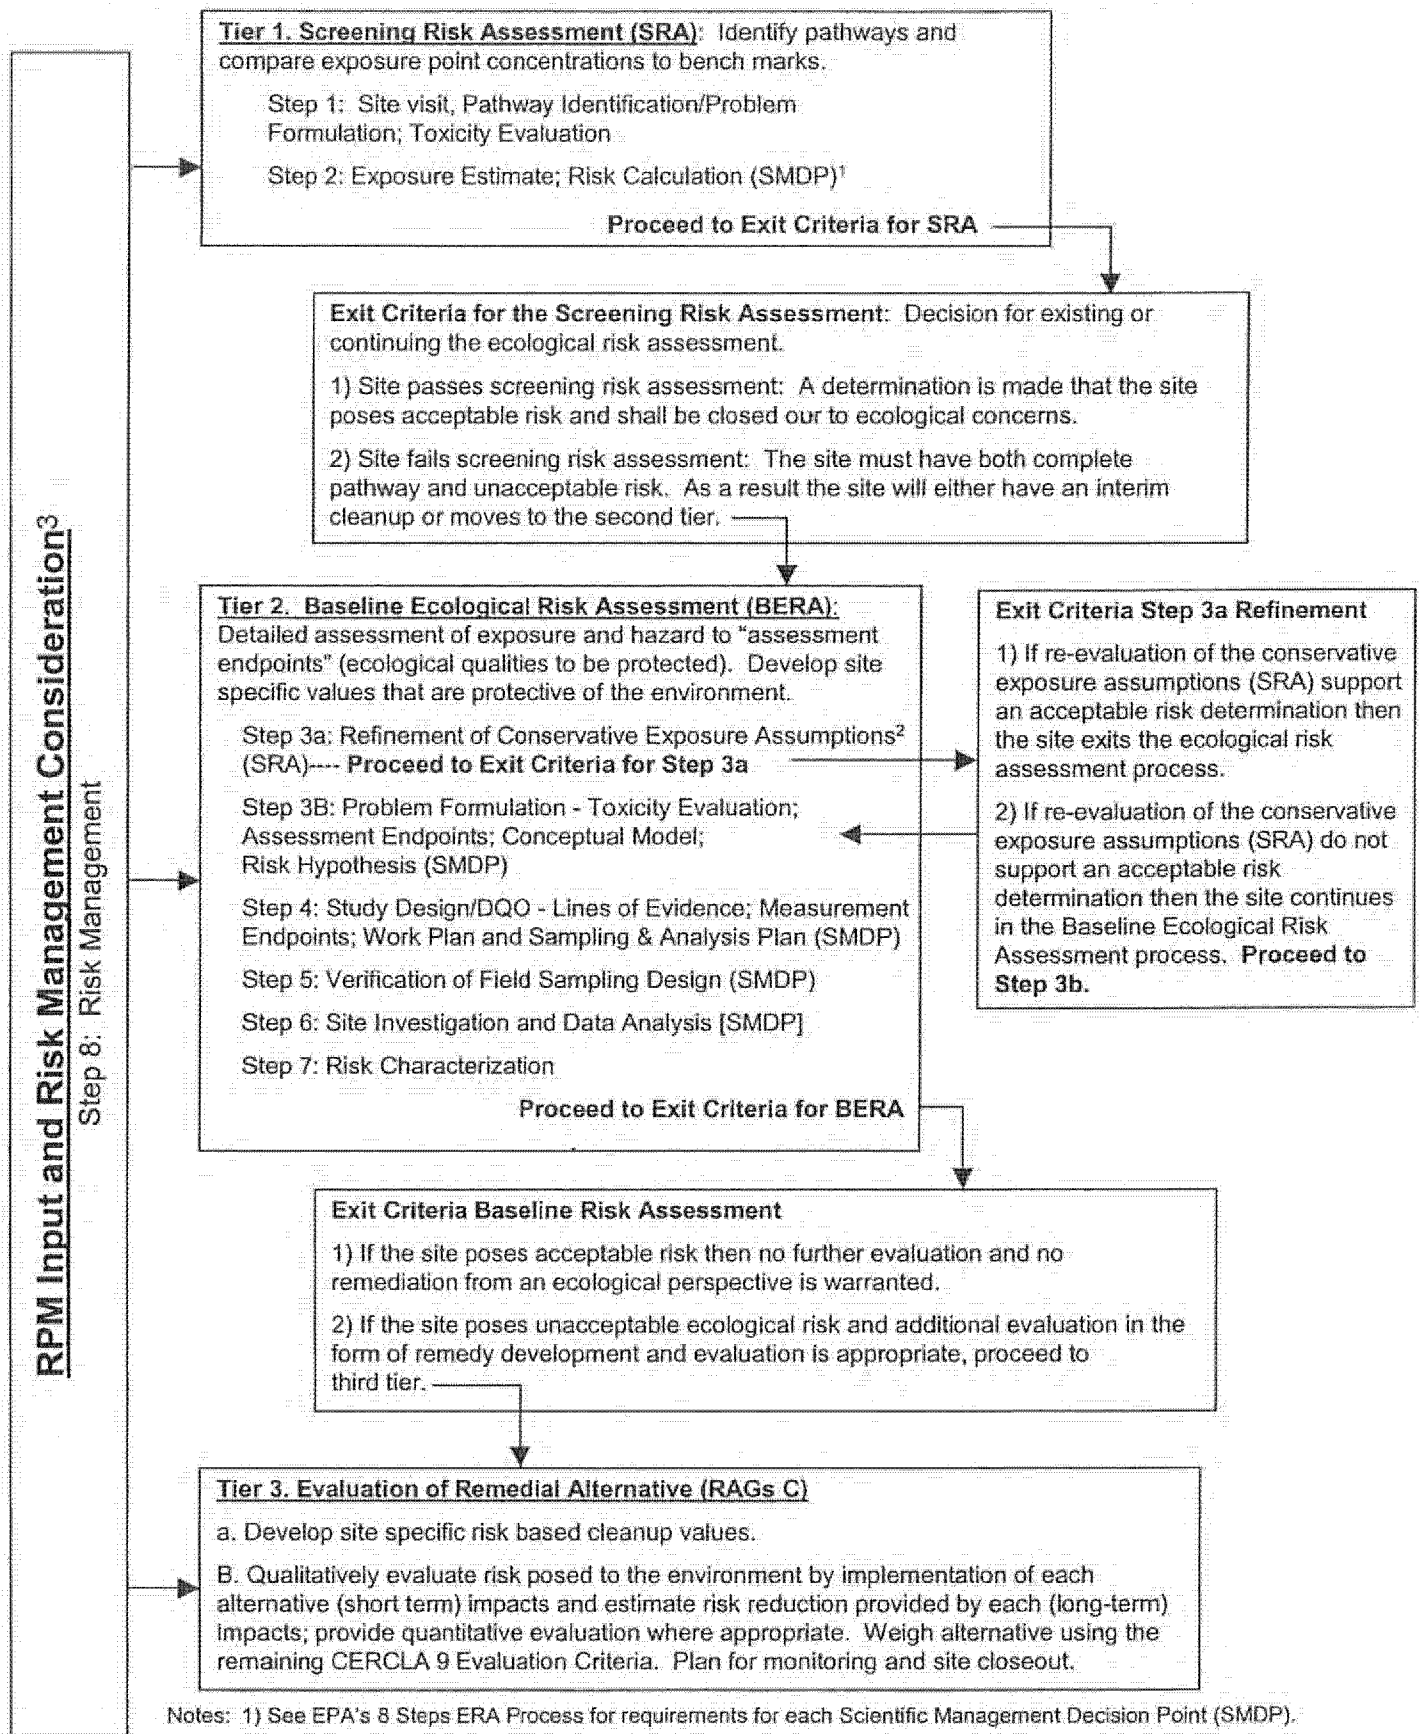 RPM Input and Risk Management Consideration³
Step 8: Risk Management
Tier 1. Screening Risk Assessment (SRA): Identify pathways and
compare exposure point concentrations to bench marks.
Step 1: Site visit, Pathway Identification/Problem
Formulation; Toxicity Evaluation
Step 2: Exposure Estimate; Risk Calculation (SMDP)¹
Proceed to Exit Criteria for SRA
Exit Criteria for the Screening Risk Assessment: Decision for existing or
continuing the ecological risk assessment.
1) Site passes screening risk assessment: A determination is made that the site
poses acceptable risk and shall be closed our to ecological concerns.
2) Site fails screening risk assessment: The site must have both complete
pathway and unacceptable risk. As a result the site will either have an interim
cleanup or moves to the second tier.
Tier 2. Baseline Ecological Risk Assessment (BERA):
Detailed assessment of exposure and hazard to "assessment
endpoints" (ecological qualities to be protected). Develop site
specific values that are protective of the environment.
Step 3a: Refinement of Conservative Exposure Assumptions²
(SRA)---- Proceed to Exit Criteria for Step 3a
Step 3B: Problem Formulation - Toxicity Evaluation;
Assessment Endpoints; Conceptual Model;
Risk Hypothesis (SMDP)
Step 4: Study Design/DQO - Lines of Evidence; Measurement
Endpoints; Work Plan and Sampling & Analysis Plan (SMDP)
Step 5: Verification of Field Sampling Design (SMDP)
Step 6: Site Investigation and Data Analysis [SMDP]
Step 7: Risk Characterization
Proceed to Exit Criteria for BERA
Exit Criteria Step 3a Refinement
1) If re-evaluation of the conservative
exposure assumptions (SRA) support
an acceptable risk determination then
the site exits the ecological risk
assessment process.
2) If re-evaluation of the conservative
exposure assumptions (SRA) do not
support an acceptable risk
determination then the site continues
in the Baseline Ecological Risk
Assessment process. Proceed to
Step 3b.
Exit Criteria Baseline Risk Assessment
1) If the site poses acceptable risk then no further evaluation and no
remediation from an ecological perspective is warranted.
2) If the site poses unacceptable ecological risk and additional evaluation in the
form of remedy development and evaluation is appropriate, proceed to
third tier.
Tier 3. Evaluation of Remedial Alternative (RAGs C)
a. Develop site specific risk based cleanup values.
B. Qualitatively evaluate risk posed to the environment by implementation of each
alternative (short term) impacts and estimate risk reduction provided by each (long-term)
impacts; provide quantitative evaluation where appropriate. Weigh alternative using the
remaining CERCLA 9 Evaluation Criteria. Plan for monitoring and site closeout.
Notes: 1) See EPA's 8 Steps ERA Process for requirements for each Scientific Management Decision Point (SMDP).